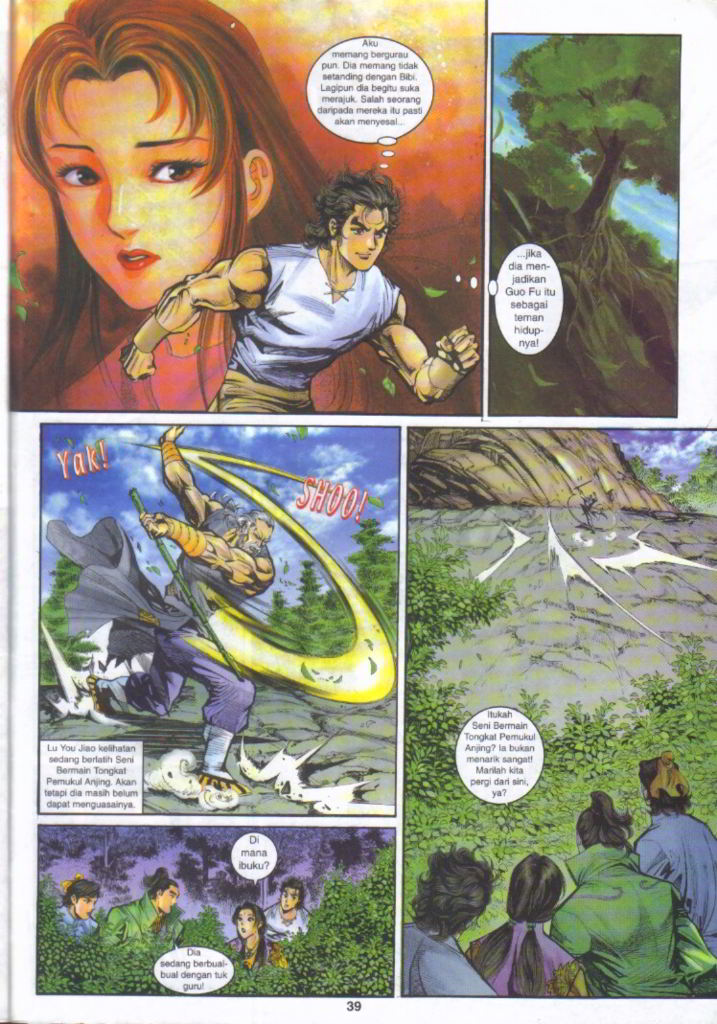 Aku
memang bergurau
pun. Dia memang tidak
setanding dengan Bibi.
Lagipun dia begitu suka
merajuk. Salah seorang
daripada mereka itu pasti
akan menyesal...
...jika
dia men-
jadikan
Guo Fu itu
sebagai
teman
hidup-
nya!
Yak!
SHOO!
Lu You Jiao kelihatan
sedang berlatih Seni
Bermain Tongkat
Pemukul Anjing. Akan
tetapi dia masih belum
dapat menguasainya.
Itukah
Seni Bermain
Tongkat Pemukul
Anjing? Ia bukan
menarik sangat!
Marilah kita
pergi dari sini,
ya?
Di
mana
ibuku?
Dia
sedang berbual-
bual dengan tuk
guru!
39